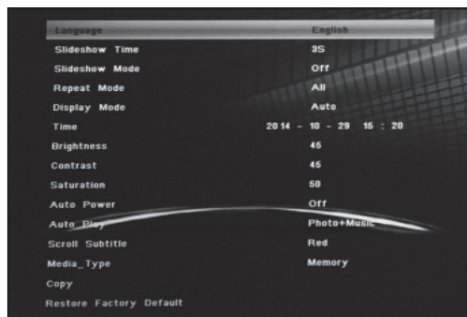 Language English
Slideshow Time 3S
Slideshow Mode Off
Repeat Mode All
Display Mode Auto
Time 2014 - 10 - 29 15 : 20
Brightness 45
Contrast 45
Saturation 50
Auto Power Off
Auto Play Photo+Music
Scroll Subtitle Red
Media_Type Memory
Copy
Restore Factory Default